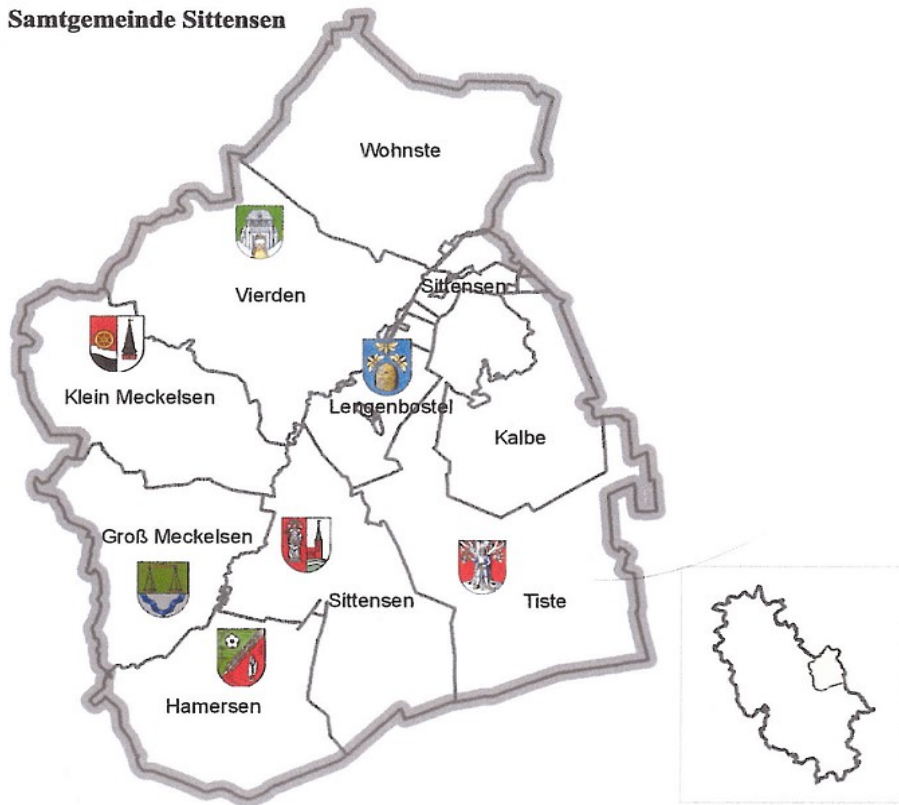 Samtgemeinde Sittensen
Wohnste
Sittensen
Vierden
Klein Meckelsen
Lengenbostel
Kalbe
Groß Meckelsen
Sittensen
Tiste
Hamersen